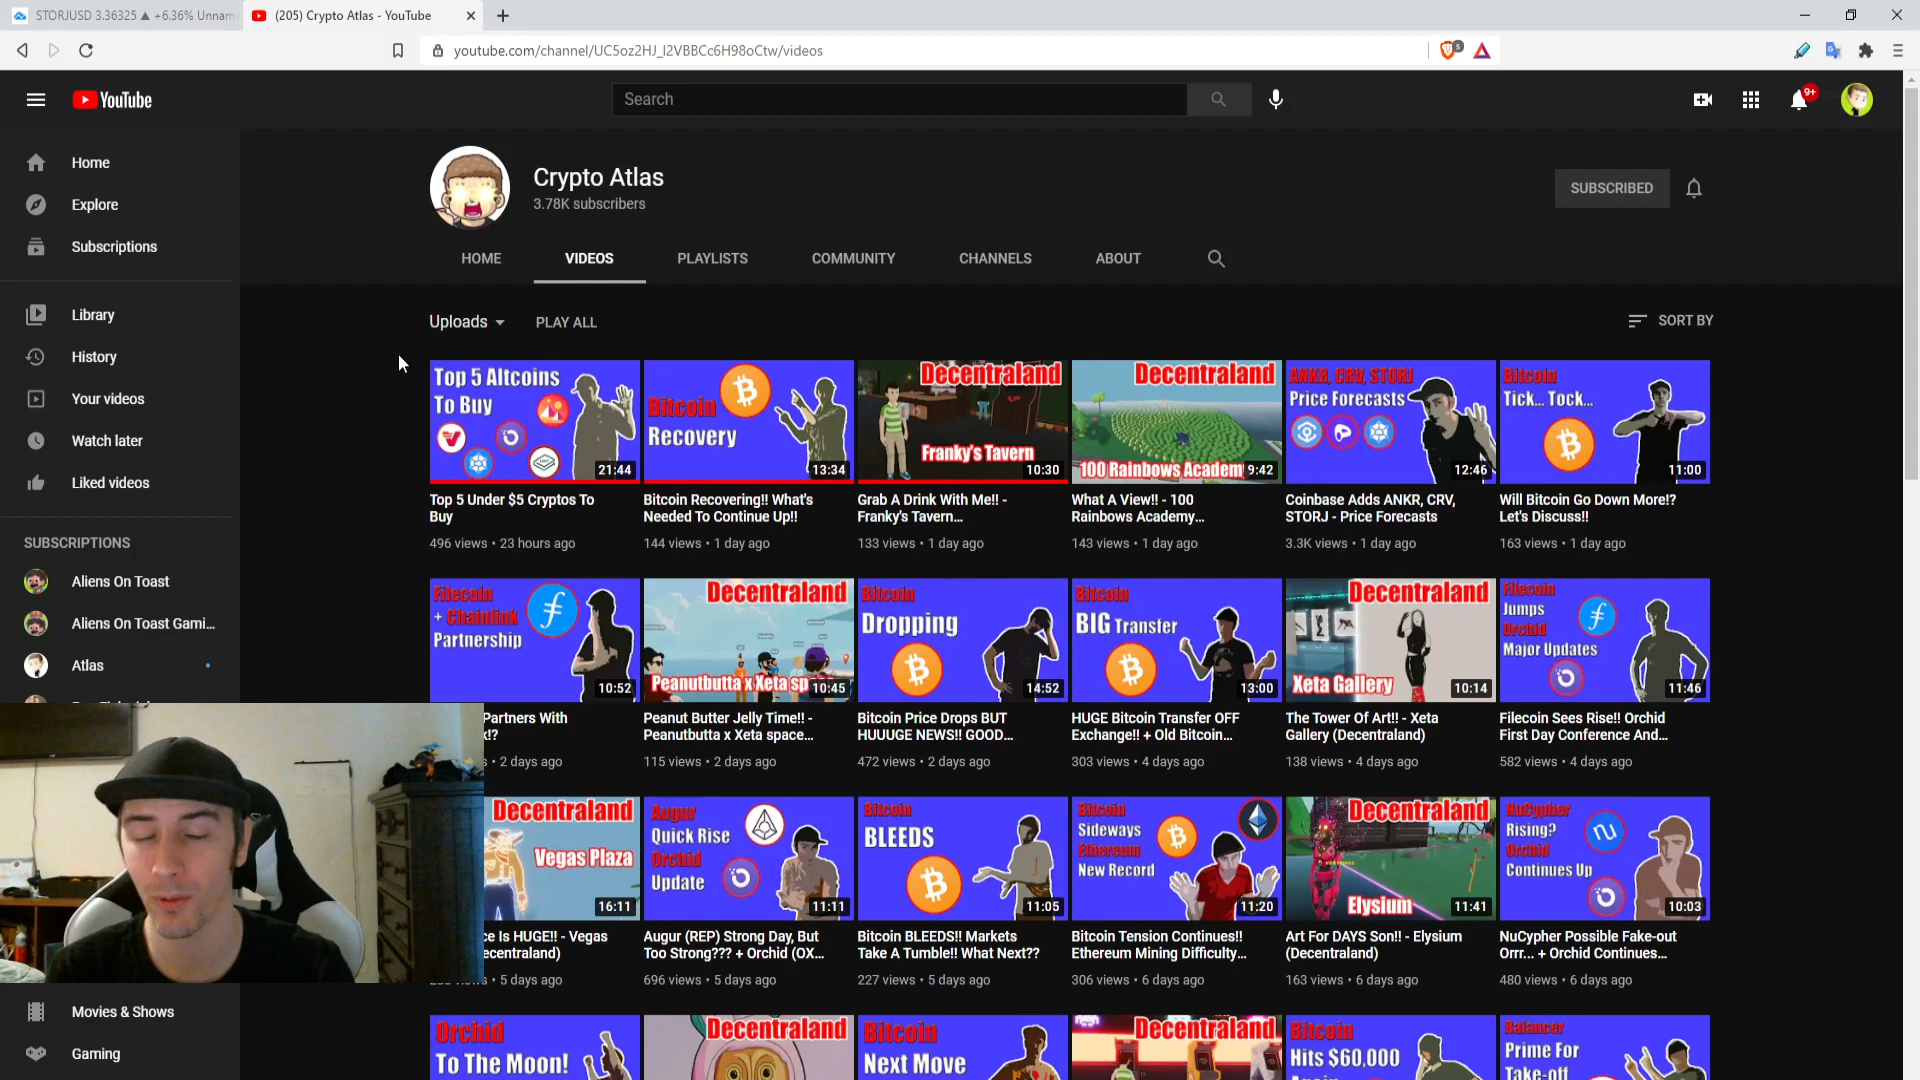 STORJUSD 3.36325 ▲ +6.36% Unnam
(205) Crypto Atlas - YouTube
youtube.com/channel/UC5oz2HJ_I2VBBCc6H98oCtw/videos
5
YouTube
Search
9+
Home
Explore
Subscriptions
Library
History
Your videos
Watch later
Liked videos
SUBSCRIPTIONS
Aliens On Toast
Aliens On Toast Gami...
Atlas
Movies & Shows
Gaming
Crypto Atlas
3.78K subscribers
SUBSCRIBED
HOME VIDEOS PLAYLISTS COMMUNITY CHANNELS ABOUT
Uploads PLAY ALL SORT BY
Top 5 Altcoins
To Buy
21:44
Top 5 Under $5 Cryptos To
Buy
496 views • 23 hours ago
Bitcoin
Recovery
13:34
Bitcoin Recovering!! What's
Needed To Continue Up!!
144 views • 1 day ago
Decentraland
Franky's Tavern
10:30
Grab A Drink With Me!! -
Franky's Tavern...
133 views • 1 day ago
Decentraland
100 Rainbows Academy
9:42
What A View!! - 100
Rainbows Academy...
143 views • 1 day ago
ANKR, CRV, STORJ
Price Forecasts
12:46
Coinbase Adds ANKR, CRV,
STORJ - Price Forecasts
3.3K views • 1 day ago
Bitcoin
Tick... Tock...
11:00
Will Bitcoin Go Down More!?
Let's Discuss!!
163 views • 1 day ago
Filecoin
+ Chainlink
Partnership
10:52
Partners With
!?
• 2 days ago
Decentraland
Peanutbutta x Xeta sp
10:45
Peanut Butter Jelly Time!! -
Peanutbutta x Xeta space...
115 views • 2 days ago
Bitcoin
Dropping
14:52
Bitcoin Price Drops BUT
HUUUGE NEWS!! GOOD...
472 views • 2 days ago
Bitcoin
BIG Transfer
13:00
HUGE Bitcoin Transfer OFF
Exchange!! + Old Bitcoin...
303 views • 4 days ago
Decentraland
Xeta Gallery
10:14
The Tower Of Art!! - Xeta
Gallery (Decentraland)
138 views • 4 days ago
Filecoin
Jumps
Orchid
Major Updates
11:46
Filecoin Sees Rise!! Orchid
First Day Conference And...
582 views • 4 days ago
Decentraland
Vegas Plaza
16:11
ce Is HUGE!! - Vegas
ecentraland)
• 5 days ago
Augur
Quick Rise
Orchid
Update
11:11
Augur (REP) Strong Day, But
Too Strong??? + Orchid (OX...
696 views • 5 days ago
Bitcoin
BLEEDS
11:05
Bitcoin BLEEDS!! Markets
Take A Tumble!! What Next??
227 views • 5 days ago
Bitcoin
Sideways
Ethereum
New Record
11:20
Bitcoin Tension Continues!!
Ethereum Mining Difficulty...
306 views • 6 days ago
Decentraland
Elysium
11:41
Art For DAYS Son!! - Elysium
(Decentraland)
163 views • 6 days ago
NuCypher
Rising?
Orchid
Continues Up
10:03
NuCypher Possible Fake-out
Orrr... + Orchid Continues...
480 views • 6 days ago
Orchid
To The Moon!
Decentraland
Bitcoin
Next Move
Decentraland
Bitcoin
Hits $60,000
Again
Balancer
Prime For
Take-off